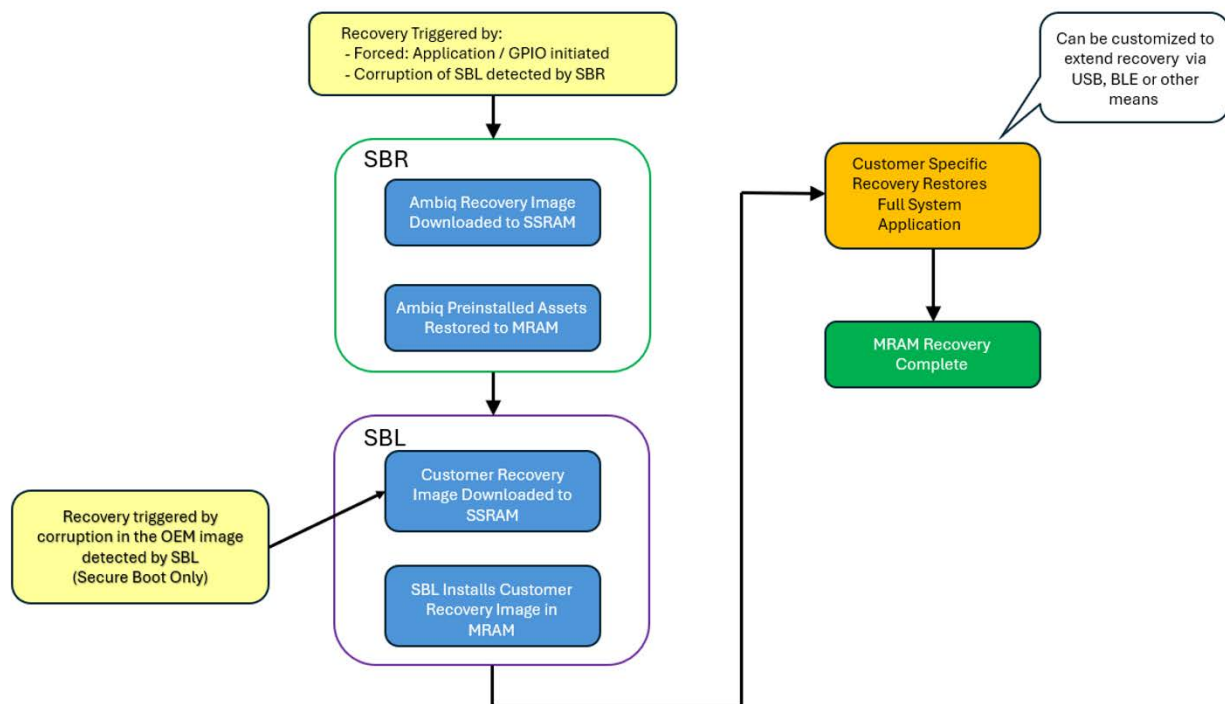 Recovery Triggered by:
- Forced: Application / GPIO initiated
- Corruption of SBL detected by SBR
SBR
Ambiq Recovery Image
Downloaded to SSRAM
Ambiq Preinstalled Assets
Restored to MRAM
SBL
Customer Recovery
Image Downloaded to
SSRAM
SBL Installs Customer
Recovery Image in
MRAM
Recovery triggered by
corruption in the OEM image
detected by SBL
(Secure Boot Only)
Can be customized to
extend recovery via
USB, BLE or other
means
Customer Specific
Recovery Restores
Full System
Application
MRAM Recovery
Complete